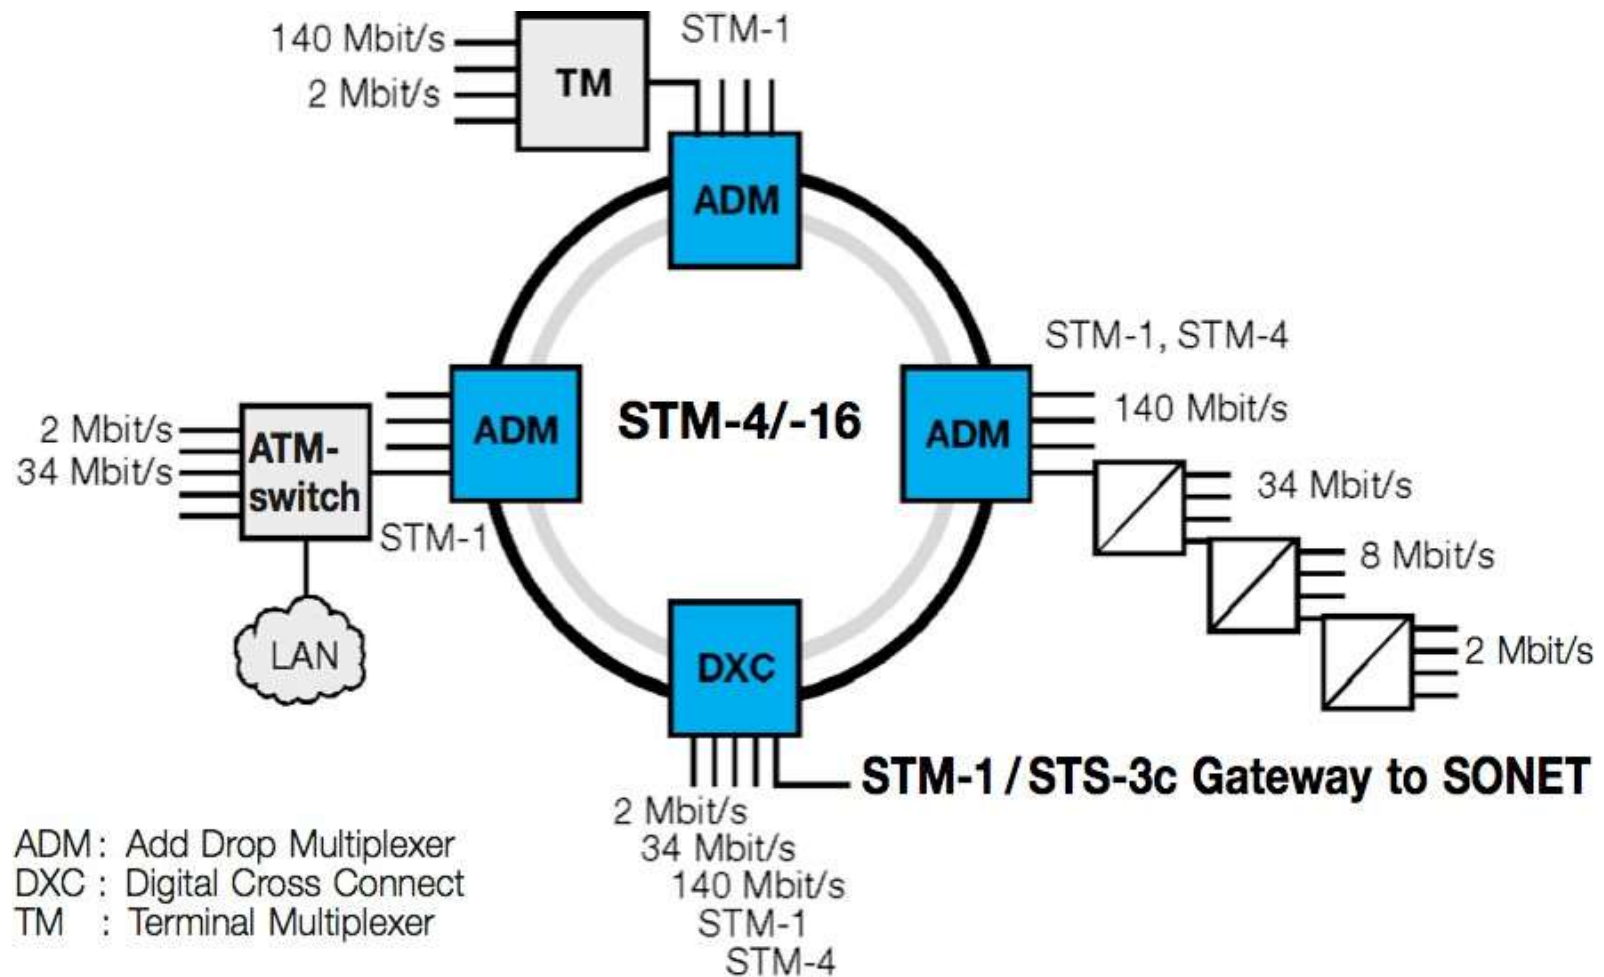 STM-1
140 Mbit/s
2 Mbit/s
TM
ADM
STM-1, STM-4
140 Mbit/s
ADM
STM-4/-16
ADM
2 Mbit/s
34 Mbit/s
ATM-
switch
STM-1
LAN
34 Mbit/s
8 Mbit/s
2 Mbit/s
DXC
STM-1 / STS-3c Gateway to SONET
2 Mbit/s
34 Mbit/s
140 Mbit/s
STM-1
STM-4
ADM : Add Drop Multiplexer
DXC : Digital Cross Connect
TM : Terminal Multiplexer